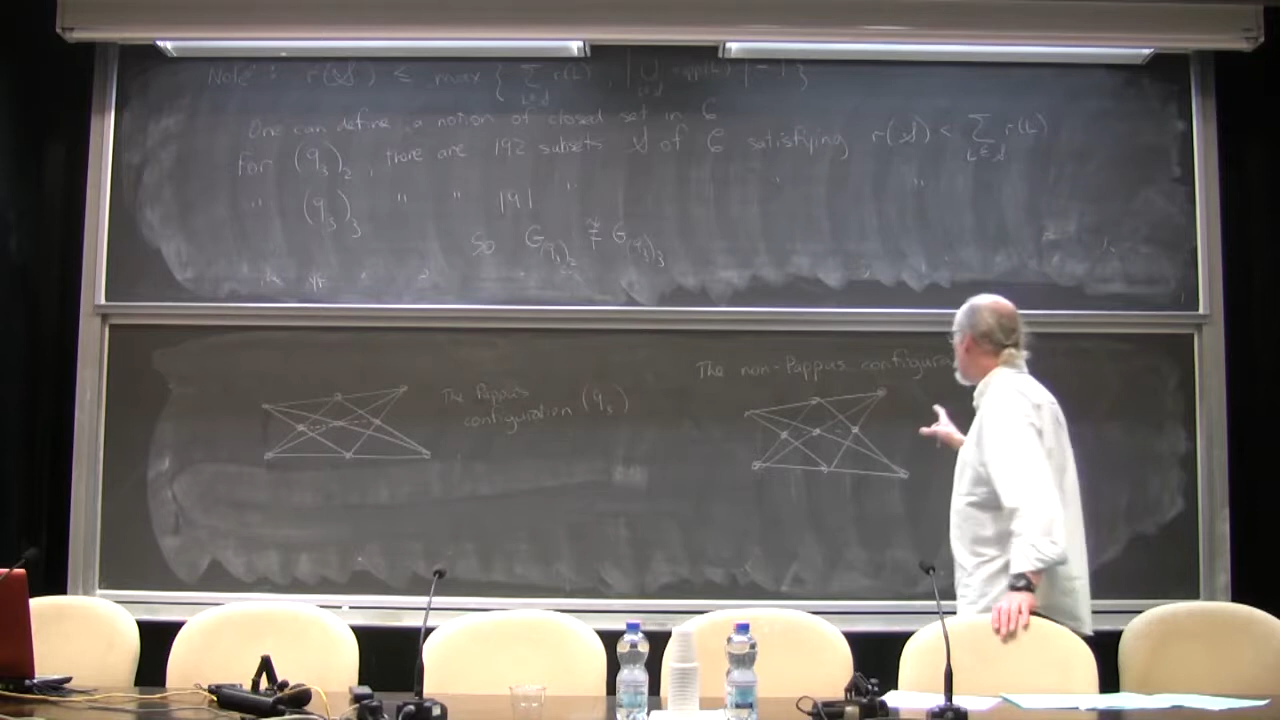 Note: r(𝒮) ≤ max { ∑_{L∈𝒮} r(L), |⋃_{L∈𝒮} supp(L)| - 1 }
One can define a notion of closed set in 𝒞
For (9₃)₂, there are 192 subsets 𝒮 of 𝒞 satisfying r(𝒮) < ∑_{L∈𝒮} r(L)
" (9₃)₃ " " 191 " " "
So G_{(9₃)₂} ≇ G_{(9₃)₃}
The Pappus
configuration (9₃)
The non-Pappus configura